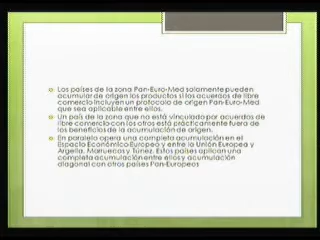 Los países de la zona Pan-Euro-Med solamente pueden
acumular de origen los productos si los acuerdos de libre
comercio incluyen un protocolo de origen Pan-Euro-Med
que sea aplicable entre ellos.
Un país de la zona que no está vinculado por acuerdos de
libre comercio con los otros está prácticamente fuera de
los beneficios de la acumulación de origen.
En paralelo opera una completa acumulación en el
Espacio Económico Europeo y entre la Unión Europea y
Argelia, Marruecos y Túnez. Estos países aplican una
completa acumulación entre ellos y acumulación
diagonal con otros países Pan-Europeos